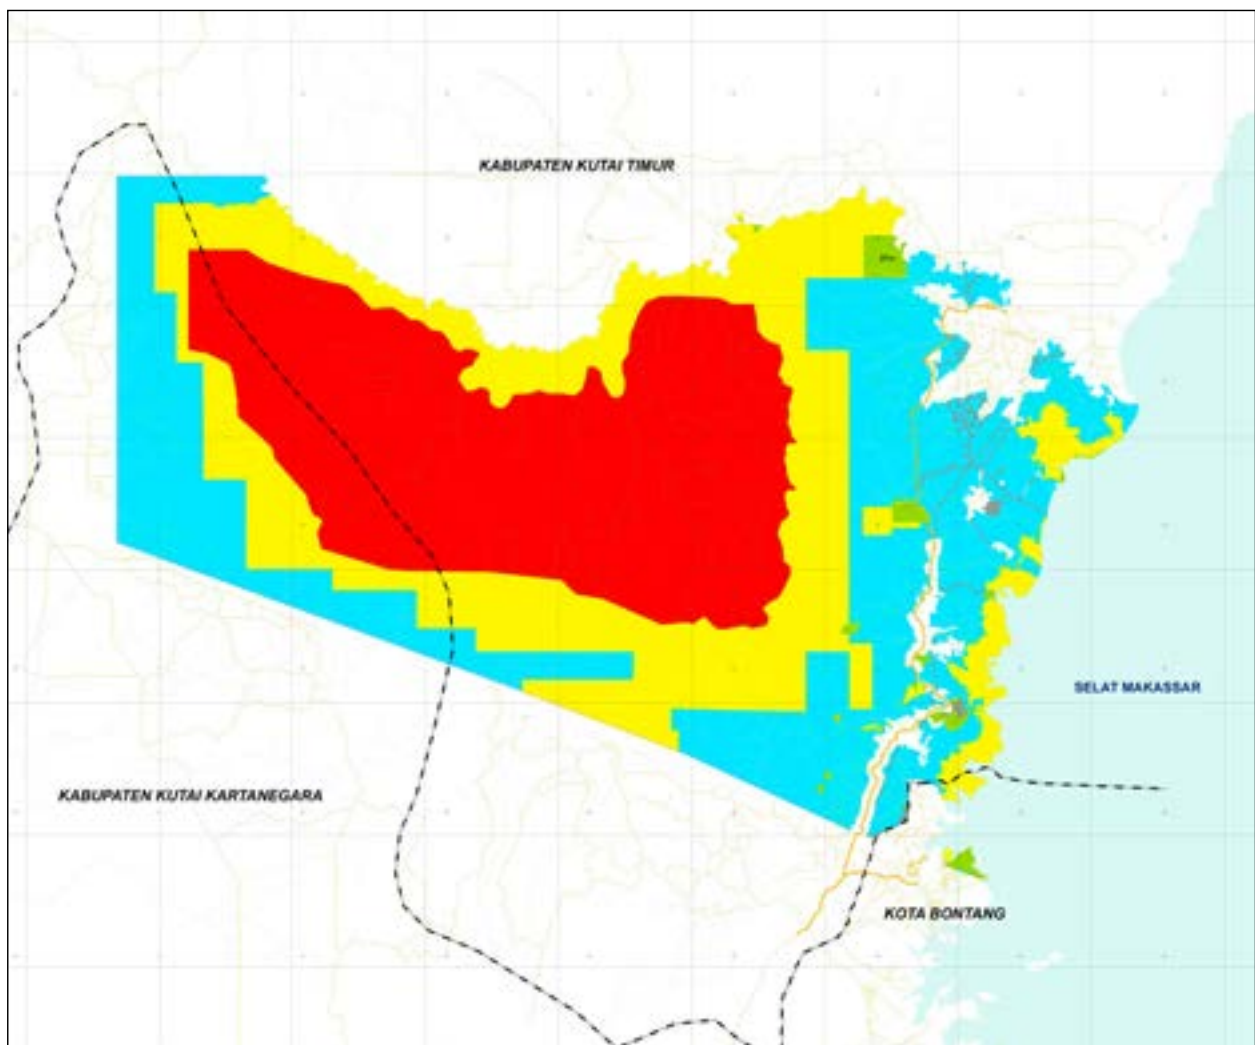 KABUPATEN KUTAI TIMUR
SELAT MAKASSAR
KABUPATEN KUTAI KARTANEGARA
KOTA BONTANG